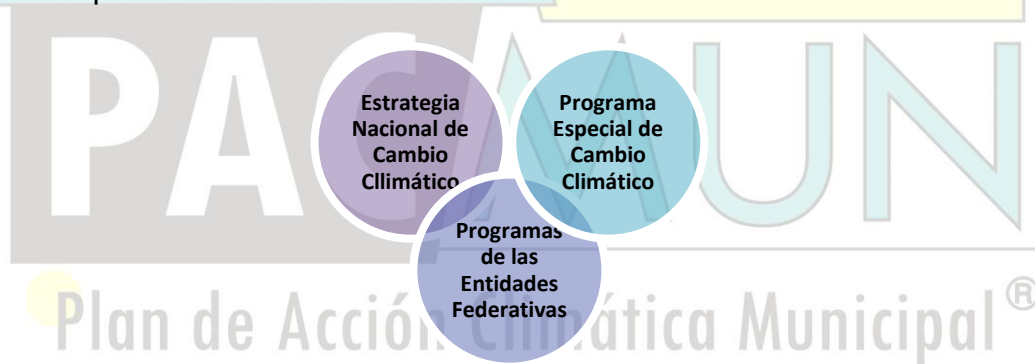 PACMUN
Estrategia
Nacional de
Cambio
Cllimático
Programa
Especial de
Cambio
Climático
Programas
de las
Entidades
Federativas
Plan de Acción Climática Municipal ®